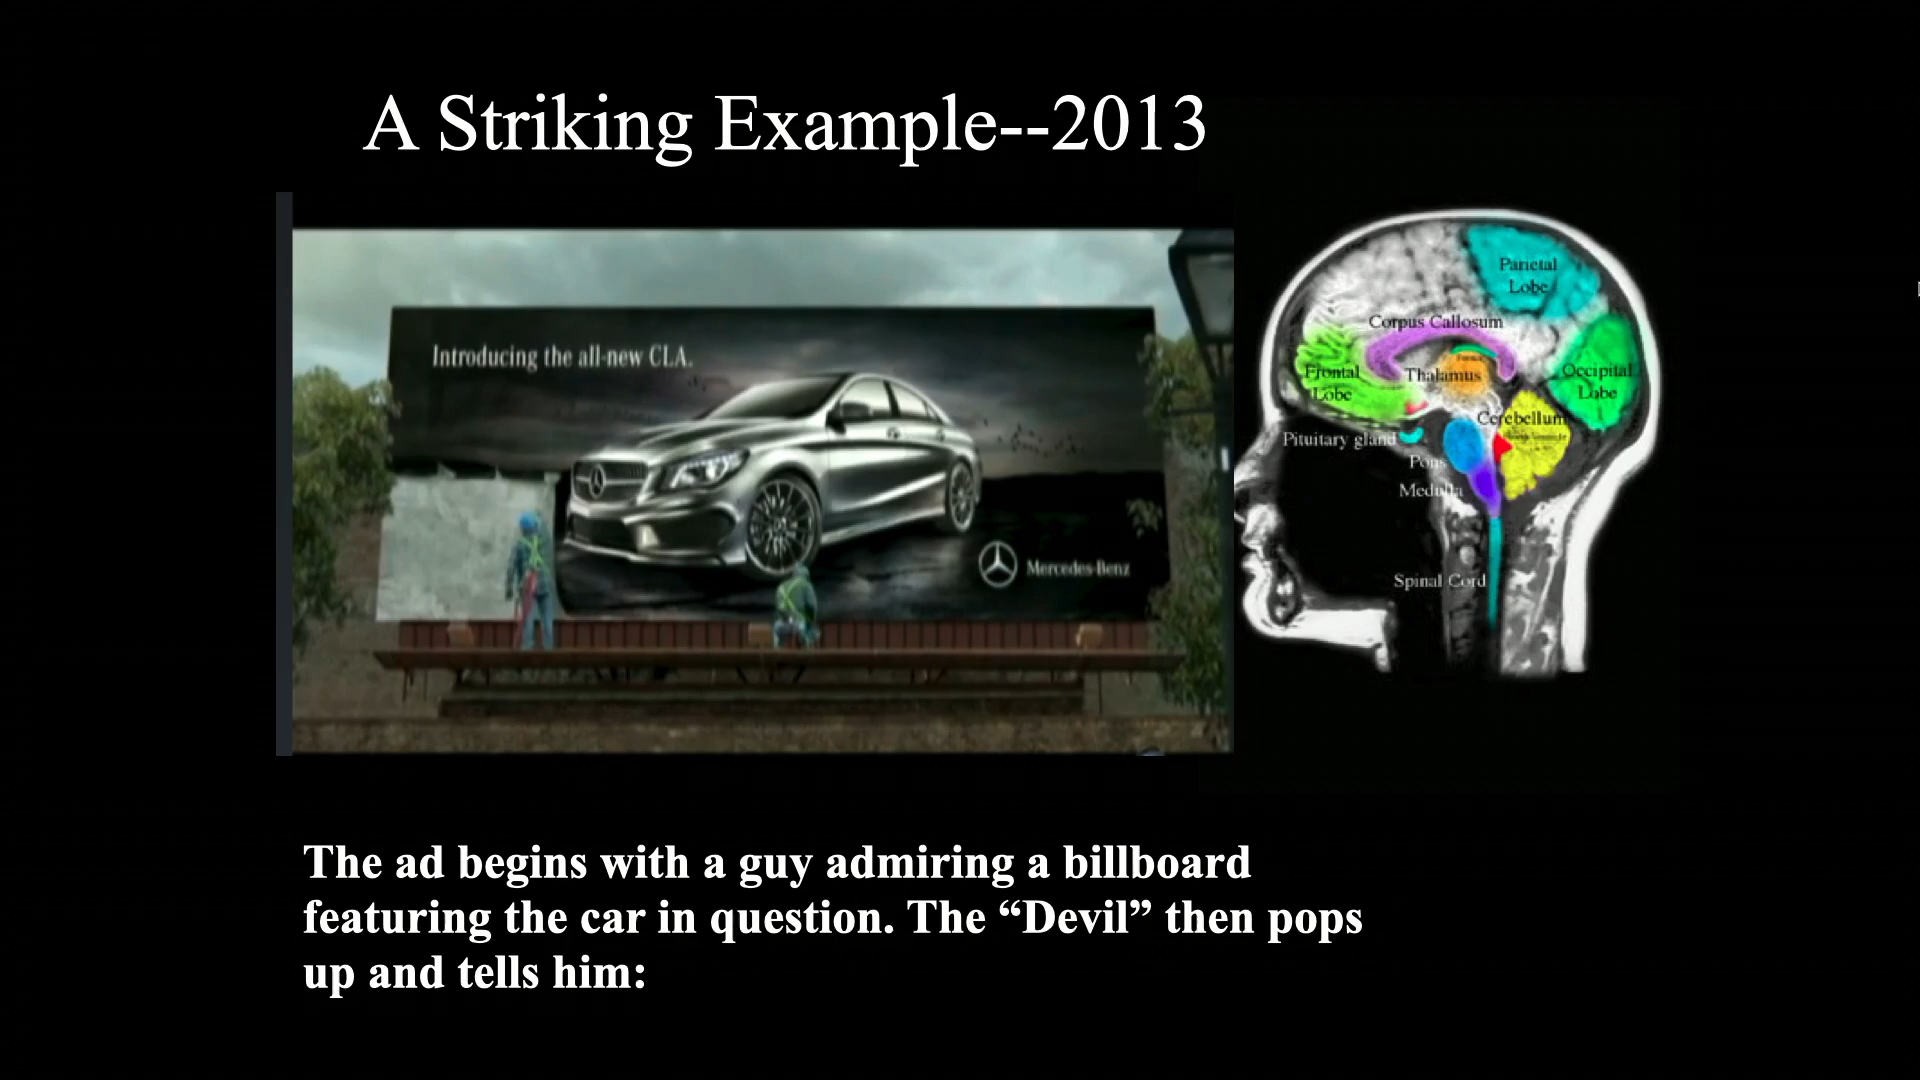 A Striking Example--2013
Introducing the all-new CLA.
Mercedes-Benz
Parietal
Lobe
Corpus Callosum
Frontal
Lobe
Thalamus
Occipital
Lobe
Cerebellum
Pituitary gland
Pons
Medulla
Spinal Cord
The ad begins with a guy admiring a billboard
featuring the car in question. The “Devil” then pops
up and tells him: